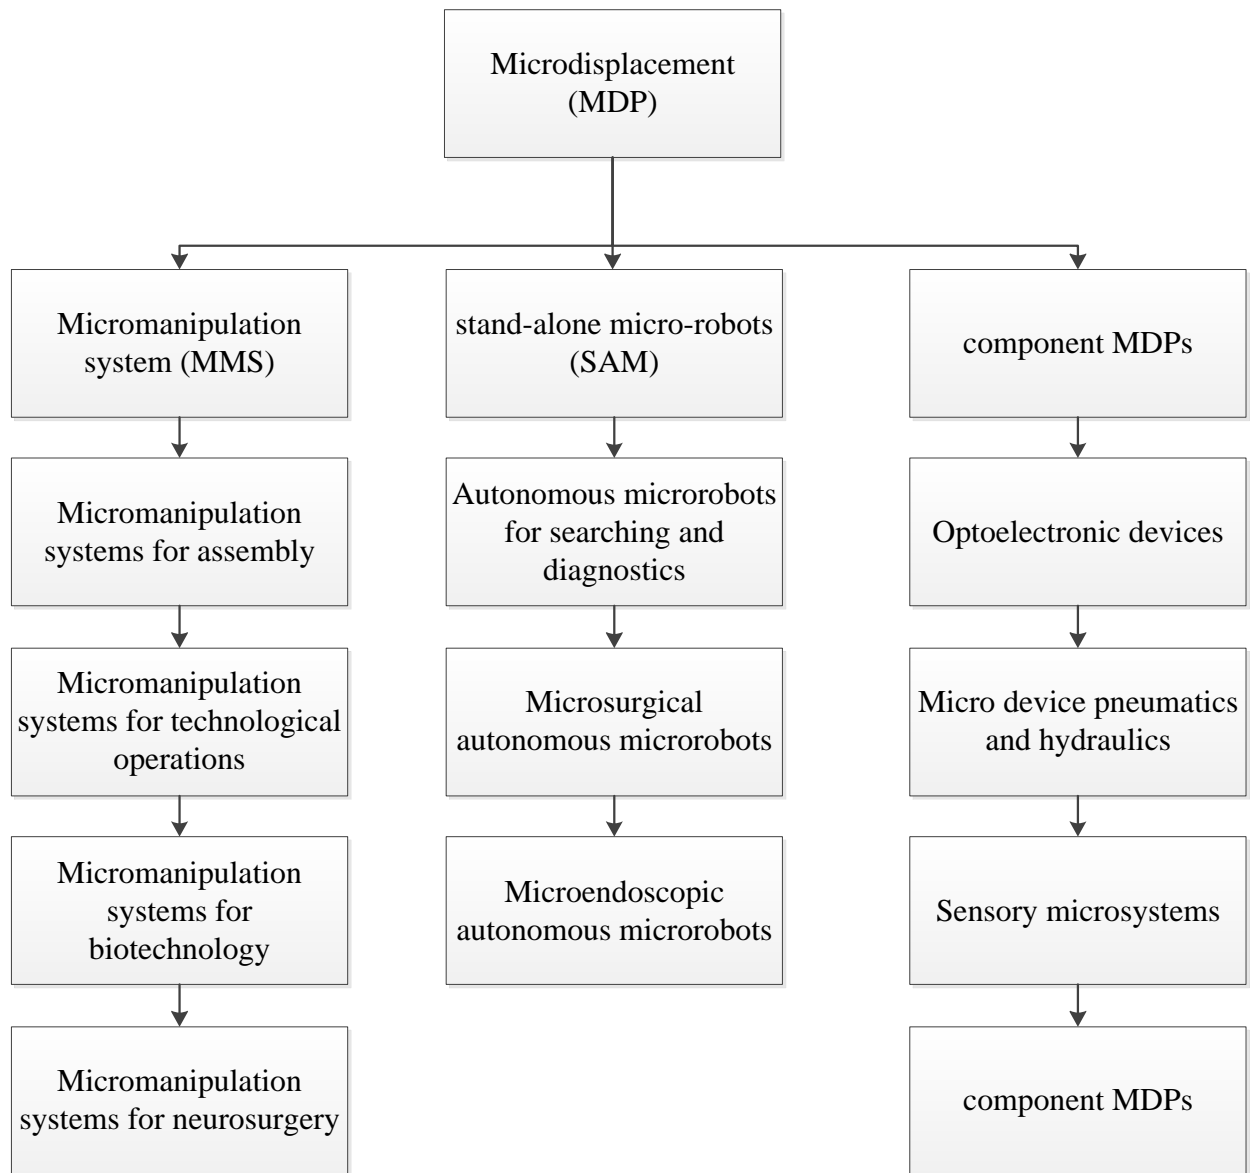 Microdisplacement
(MDP)
Micromanipulation
system (MMS)
stand-alone micro-robots
(SAM)
component MDPs
Micromanipulation
systems for assembly
Autonomous microrobots
for searching and
diagnostics
Optoelectronic devices
Micromanipulation
systems for technological
operations
Microsurgical
autonomous microrobots
Micro device pneumatics
and hydraulics
Micromanipulation
systems for
biotechnology
Microendoscopic
autonomous microrobots
Sensory microsystems
Micromanipulation
systems for neurosurgery
component MDPs